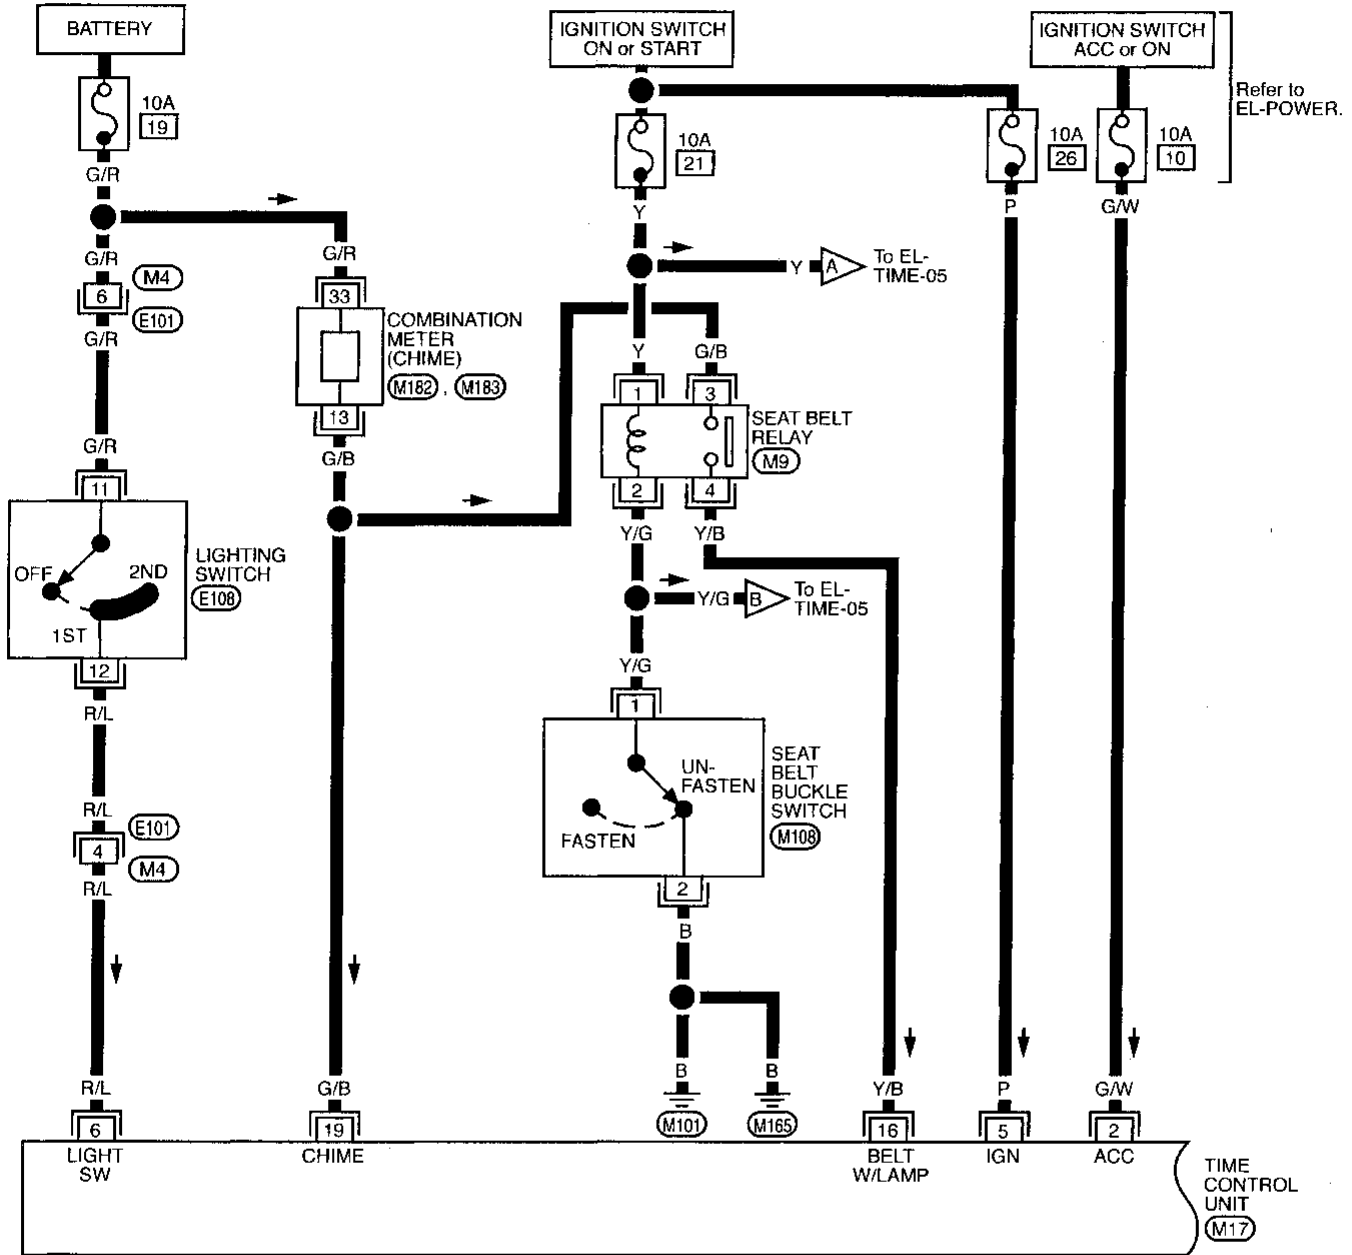 BATTERY
IGNITION SWITCH
ON or START
IGNITION SWITCH
ACC or ON
Refer to
EL-POWER.
10A
19
10A
21
10A
26
10A
10
G/R
Y
P
G/W
G/R
G/R
M4
6
E101
G/R
33
COMBINATION
METER
(CHIME)
M182 , M183
13
G/B
Y
A
To EL-
TIME-05
Y
G/B
1
3
SEAT BELT
RELAY
M9
2
4
Y/G
Y/B
G/R
11
OFF
2ND
1ST
LIGHTING
SWITCH
E108
12
R/L
Y/G
B
To EL-
TIME-05
Y/G
1
UN-
FASTEN
FASTEN
SEAT
BELT
BUCKLE
SWITCH
M108
2
B
R/L
E101
4
M4
R/L
B
B
M101
M165
R/L
G/B
Y/B
P
G/W
6
19
16
5
2
LIGHT
SW
CHIME
BELT
W/LAMP
IGN
ACC
TIME
CONTROL
UNIT
M17